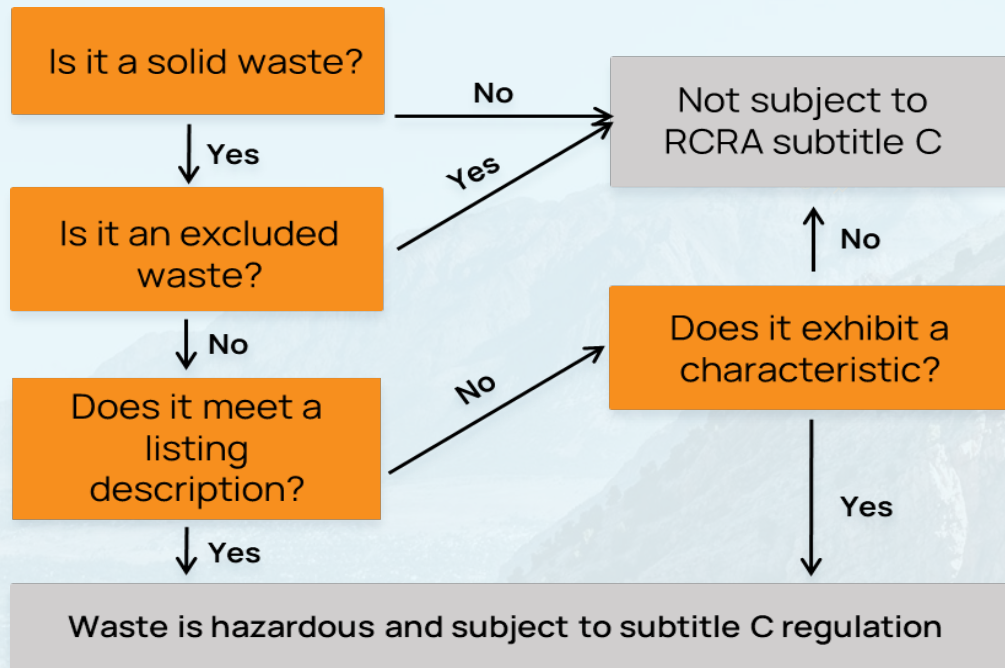 Is it a solid waste?
No
Not subject to
RCRA subtitle C
Yes
Yes
Is it an excluded
waste?
No
No
Does it exhibit a
characteristic?
Does it meet a
listing
description?
No
Yes
Yes
Waste is hazardous and subject to subtitle C regulation